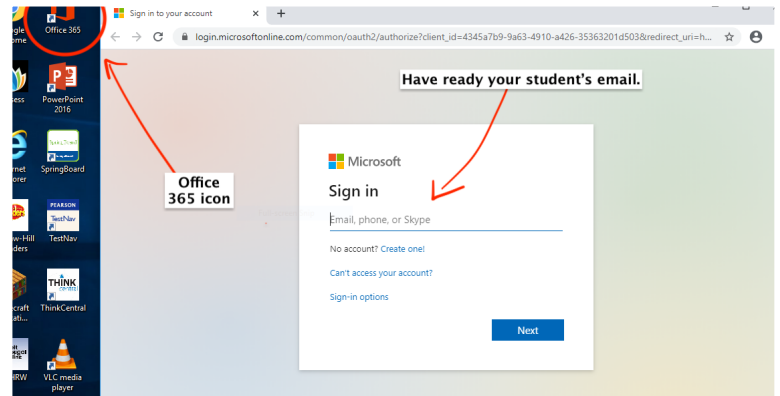 Office 365
Sign in to your account
login.microsoftonline.com/common/oauth2/authorize?client_id=4345a7b9-9a63-4910-a426-35363201d503&redirect_uri=h...
Have ready your student's email.
PowerPoint
2016
SpringBoard
PEARSON
TestNav
TestNav
THINK
CENTRAL
ThinkCentral
VLC media
player
Office
365 icon
Microsoft
Sign in
Email, phone, or Skype
No account? Create one!
Can't access your account?
Sign-in options
Next